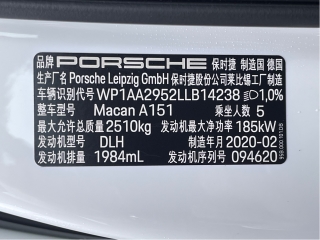 品牌 PORSCHE 保时捷 制造国 德国
生产厂名 Porsche Leipzig GmbH 保时捷股份公司莱比锡工厂制造
车辆识别代号 WP1AA2952LLB14238 1,0%
整车型号 Macan A151 乘坐人数 5
最大允许总质量 2510kg 发动机最大净功率 185kW
发动机型号 DLH 制造年月 2020-02
发动机排量 1984mL 发动机序列号 094620